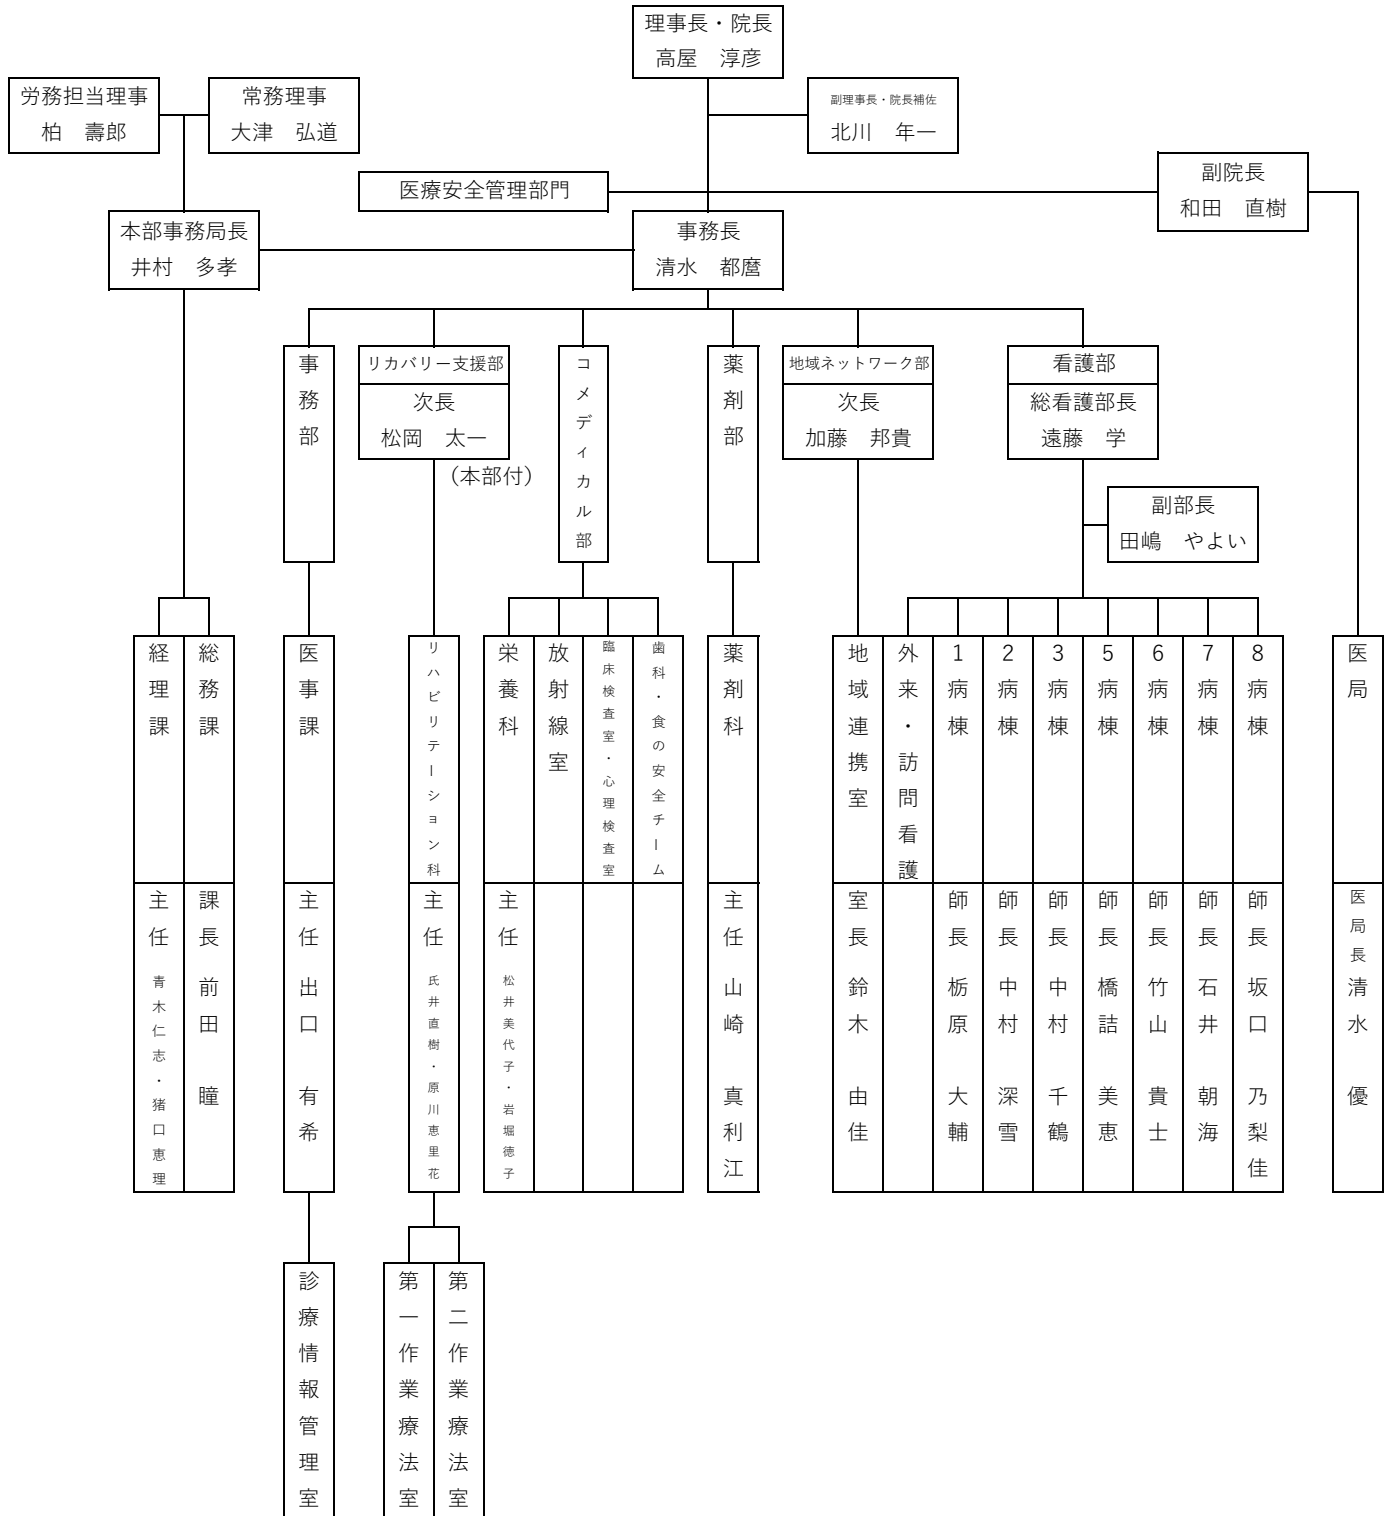 理事長・院長
高屋　淳彦
労務担当理事
柏　壽郎
常務理事
大津　弘道
副理事長・院長補佐
北川　年一
副院長
和田　直樹
医療安全管理部門
本部事務局長
井村　多孝
事務長
清水　都麿
事務部
リカバリー支援部
次長
松岡　太一
（本部付）
コメディカル部
薬剤部
地域ネットワーク部
次長
加藤　邦貴
看護部
総看護部長
遠藤　学
副部長
田嶋　やよい
経理課
主任　青木仁志・猪口恵理
総務課
課長　前田　瞳
医事課
主任　出口　有希
リハビリテーション科
主任　氏井直樹・原川恵里花
栄養科
主任　松井美代子・岩堀徳子
放射線室
臨床検査室・心理検査室
歯科・食の安全チーム
薬剤科
主任　山崎　真利江
地域連携室
室長　鈴木　由佳
外来・訪問看護
1病棟
師長　栃原　大輔
2病棟
師長　中村　深雪
3病棟
師長　中村　千鶴
5病棟
師長　橋詰　美恵
6病棟
師長　竹山　貴士
7病棟
師長　石井　朝海
8病棟
師長　坂口　乃梨佳
医局
医局長　清水　優
診療情報管理室
第一作業療法室
第二作業療法室